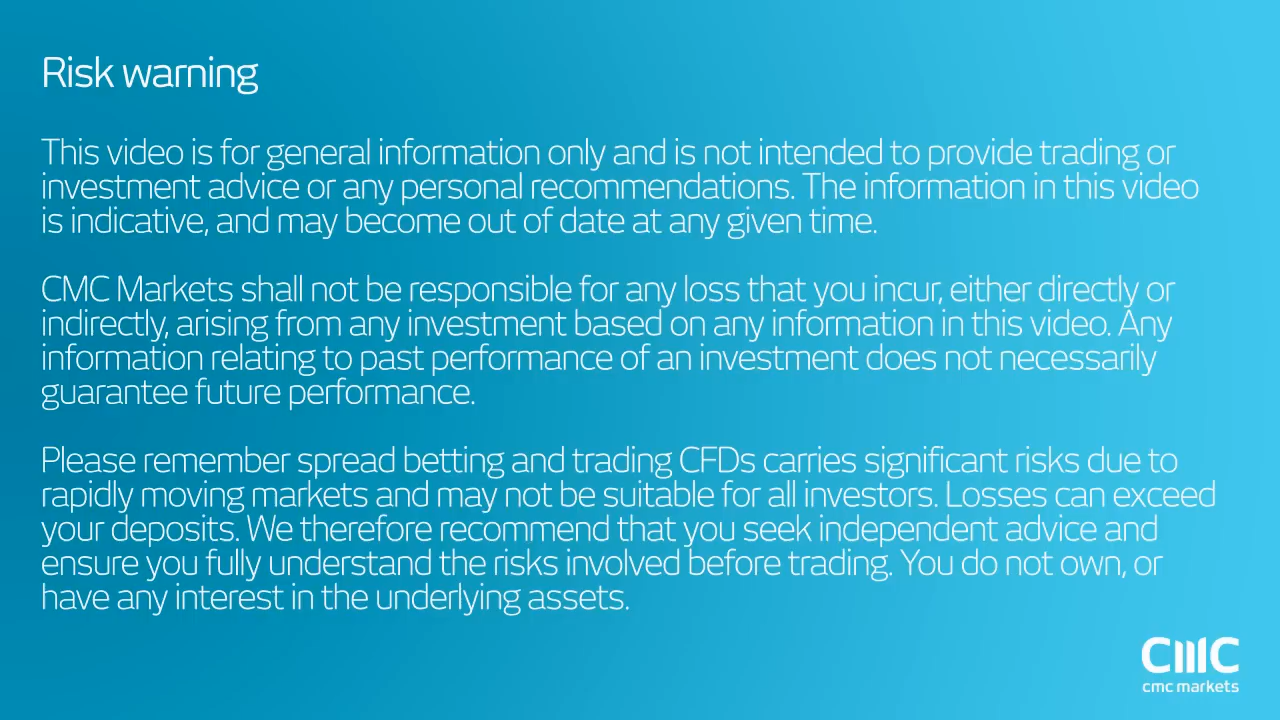 Risk warning
This video is for general information only and is not intended to provide trading or
investment advice or any personal recommendations. The information in this video
is indicative, and may become out of date at any given time.
CMC Markets shall not be responsible for any loss that you incur, either directly or
indirectly, arising from any investment based on any information in this video. Any
information relating to past performance of an investment does not necessarily
guarantee future performance.
Please remember spread betting and trading CFDs carries significant risks due to
rapidly moving markets and may not be suitable for all investors. Losses can exceed
your deposits. We therefore recommend that you seek independent advice and
ensure you fully understand the risks involved before trading. You do not own, or
have any interest in the underlying assets.
CMC
cmc markets